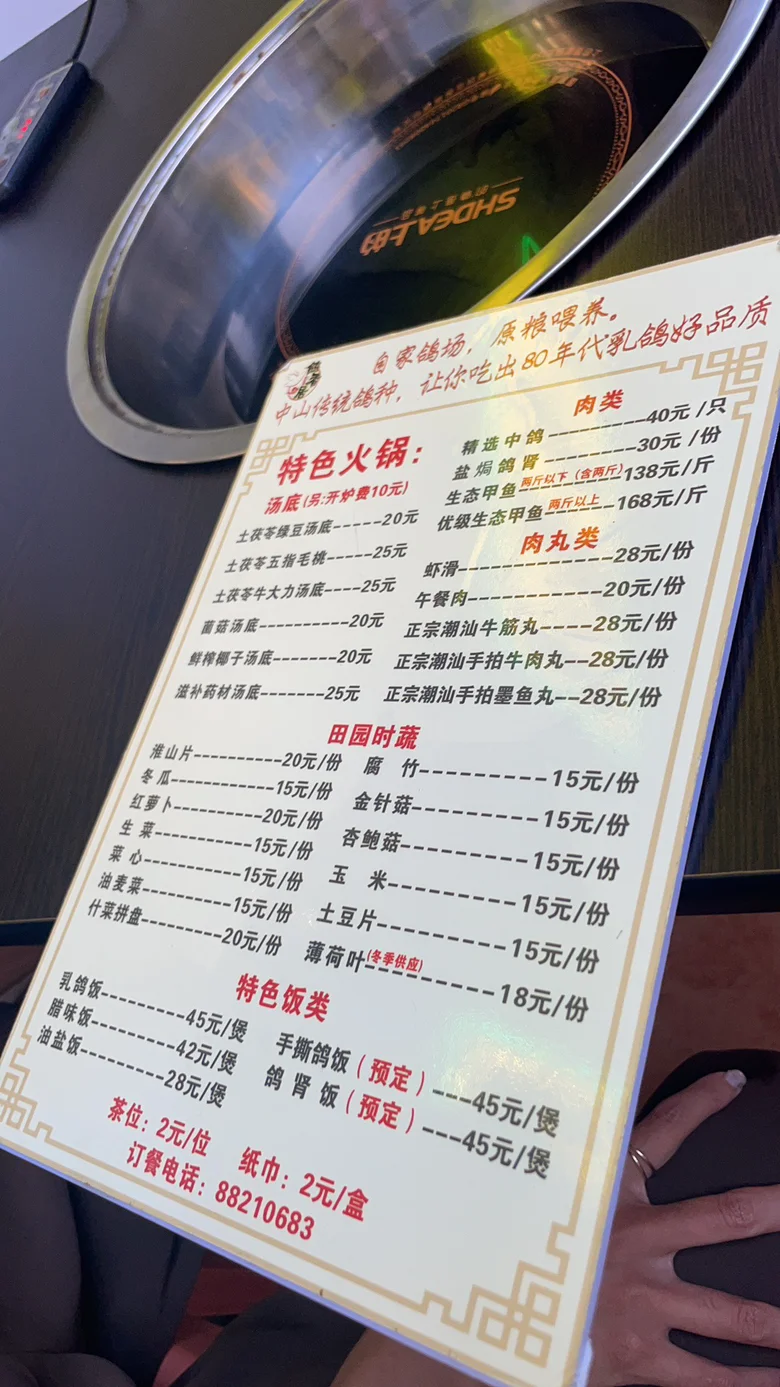 SHDEA上的
自家鸽场，原粮喂养。
中山传统鸽种，让你吃出80年代乳鸽好品质
特色火锅：
汤底(另:开炉费10元)
土茯苓绿豆汤底-----20元
土茯苓五指毛桃-----25元
土茯苓牛大力汤底----25元
菌菇汤底----------20元
鲜榨椰子汤底-------20元
滋补药材汤底-------25元
肉类
精选中鸽----------40元/只
盐焗鸽肾----------30元/份
生态甲鱼两斤以下（含两斤）138元/斤
优级生态甲鱼两斤以上168元/斤
肉丸类
虾滑-------------28元/份
午餐肉-----------20元/份
正宗潮汕牛筋丸----28元/份
正宗潮汕手拍牛肉丸--28元/份
正宗潮汕手拍墨鱼丸--28元/份
田园时蔬
淮山片----------20元/份
冬瓜------------15元/份
红萝卜----------20元/份
生菜-----------15元/份
菜心-----------15元/份
油麦菜----------15元/份
什菜拼盘---------20元/份
腐竹-----------15元/份
金针菇----------15元/份
杏鲍菇----------15元/份
玉米-----------15元/份
土豆片----------15元/份
薄荷叶(冬季供应)----------18元/份
特色饭类
乳鸽饭---------45元/煲
腊味饭---------42元/煲
油盐饭---------28元/煲
手撕鸽饭（预定）---45元/煲
鸽肾饭（预定）---45元/煲
茶位：2元/位 纸巾：2元/盒
订餐电话：88210683